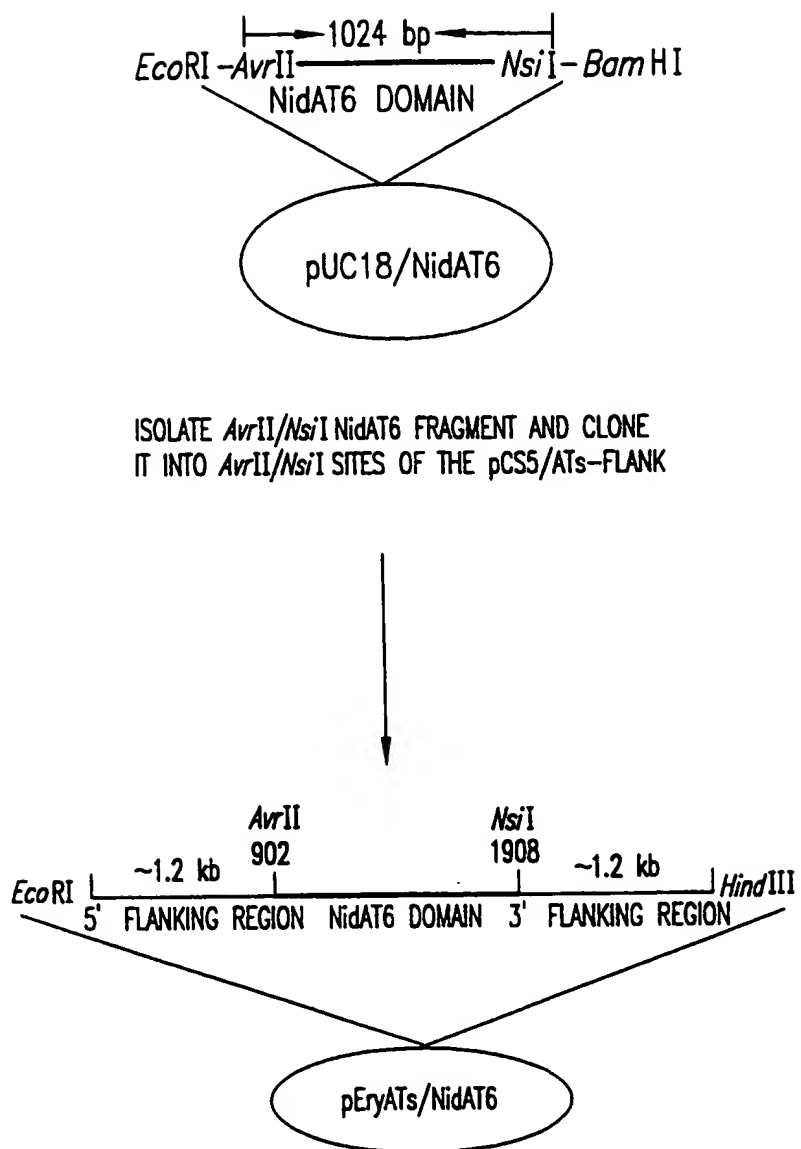 1024 bp
EcoRI-AvrII NsiI-BamHI
NidAT6 DOMAIN
pUC18/NidAT6
ISOLATE AvrII/NsiI NidAT6 FRAGMENT AND CLONE
IT INTO AvrII/NsiI SITES OF THE pCS5/ATs-FLANK
AvrII NsiI
902 1908
~1.2 kb ~1.2 kb
EcoRI HindIII
5' FLANKING REGION NidAT6 DOMAIN 3' FLANKING REGION
pEryATs/NidAT6